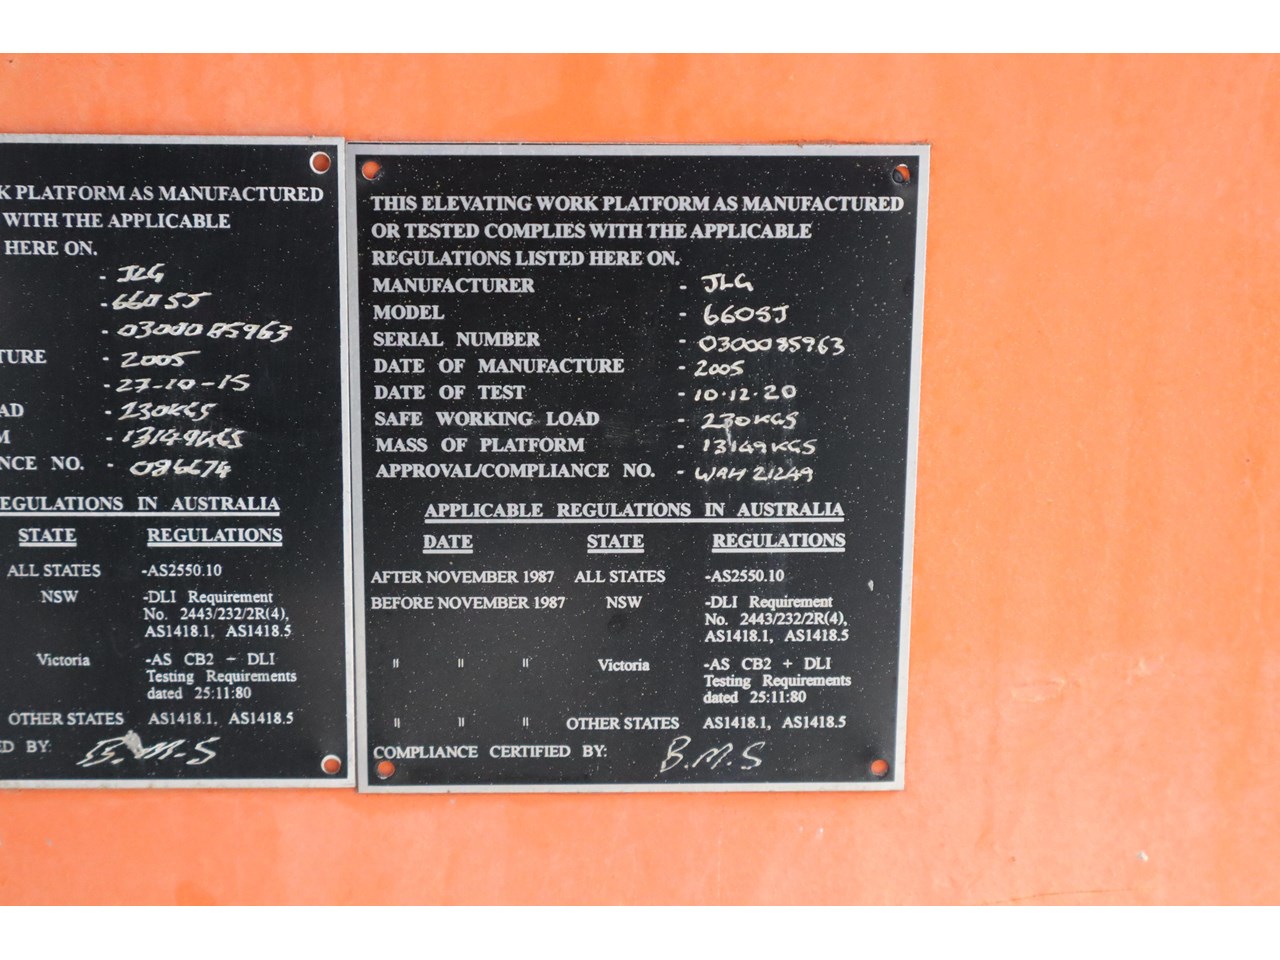 K PLATFORM AS MANUFACTURED
WITH THE APPLICABLE
HERE ON.
- JLG
- 660SJ
- 0300085963
TURE - 2005
- 27-10-15
AD - 230KGS
M - 13149KGS
NCE NO. - 086674
EGULATIONS IN AUSTRALIA
STATE REGULATIONS
ALL STATES -AS2550.10
NSW -DLI Requirement
No. 2443/232/2R(4),
AS1418.1, AS1418.5
Victoria -AS CB2 + DLI
Testing Requirements
dated 25:11:80
OTHER STATES AS1418.1, AS1418.5
ED BY: B.M.S
THIS ELEVATING WORK PLATFORM AS MANUFACTURED
OR TESTED COMPLIES WITH THE APPLICABLE
REGULATIONS LISTED HERE ON.
MANUFACTURER - JLG
MODEL - 660SJ
SERIAL NUMBER - 0300085963
DATE OF MANUFACTURE - 2005
DATE OF TEST - 10.12.20
SAFE WORKING LOAD - 230KGS
MASS OF PLATFORM - 13149KGS
APPROVAL/COMPLIANCE NO. - WAH 21249
APPLICABLE REGULATIONS IN AUSTRALIA
DATE STATE REGULATIONS
AFTER NOVEMBER 1987 ALL STATES -AS2550.10
BEFORE NOVEMBER 1987 NSW -DLI Requirement
No. 2443/232/2R(4),
AS1418.1, AS1418.5
" " " Victoria -AS CB2 + DLI
Testing Requirements
dated 25:11:80
" " " OTHER STATES AS1418.1, AS1418.5
COMPLIANCE CERTIFIED BY: B.M.S